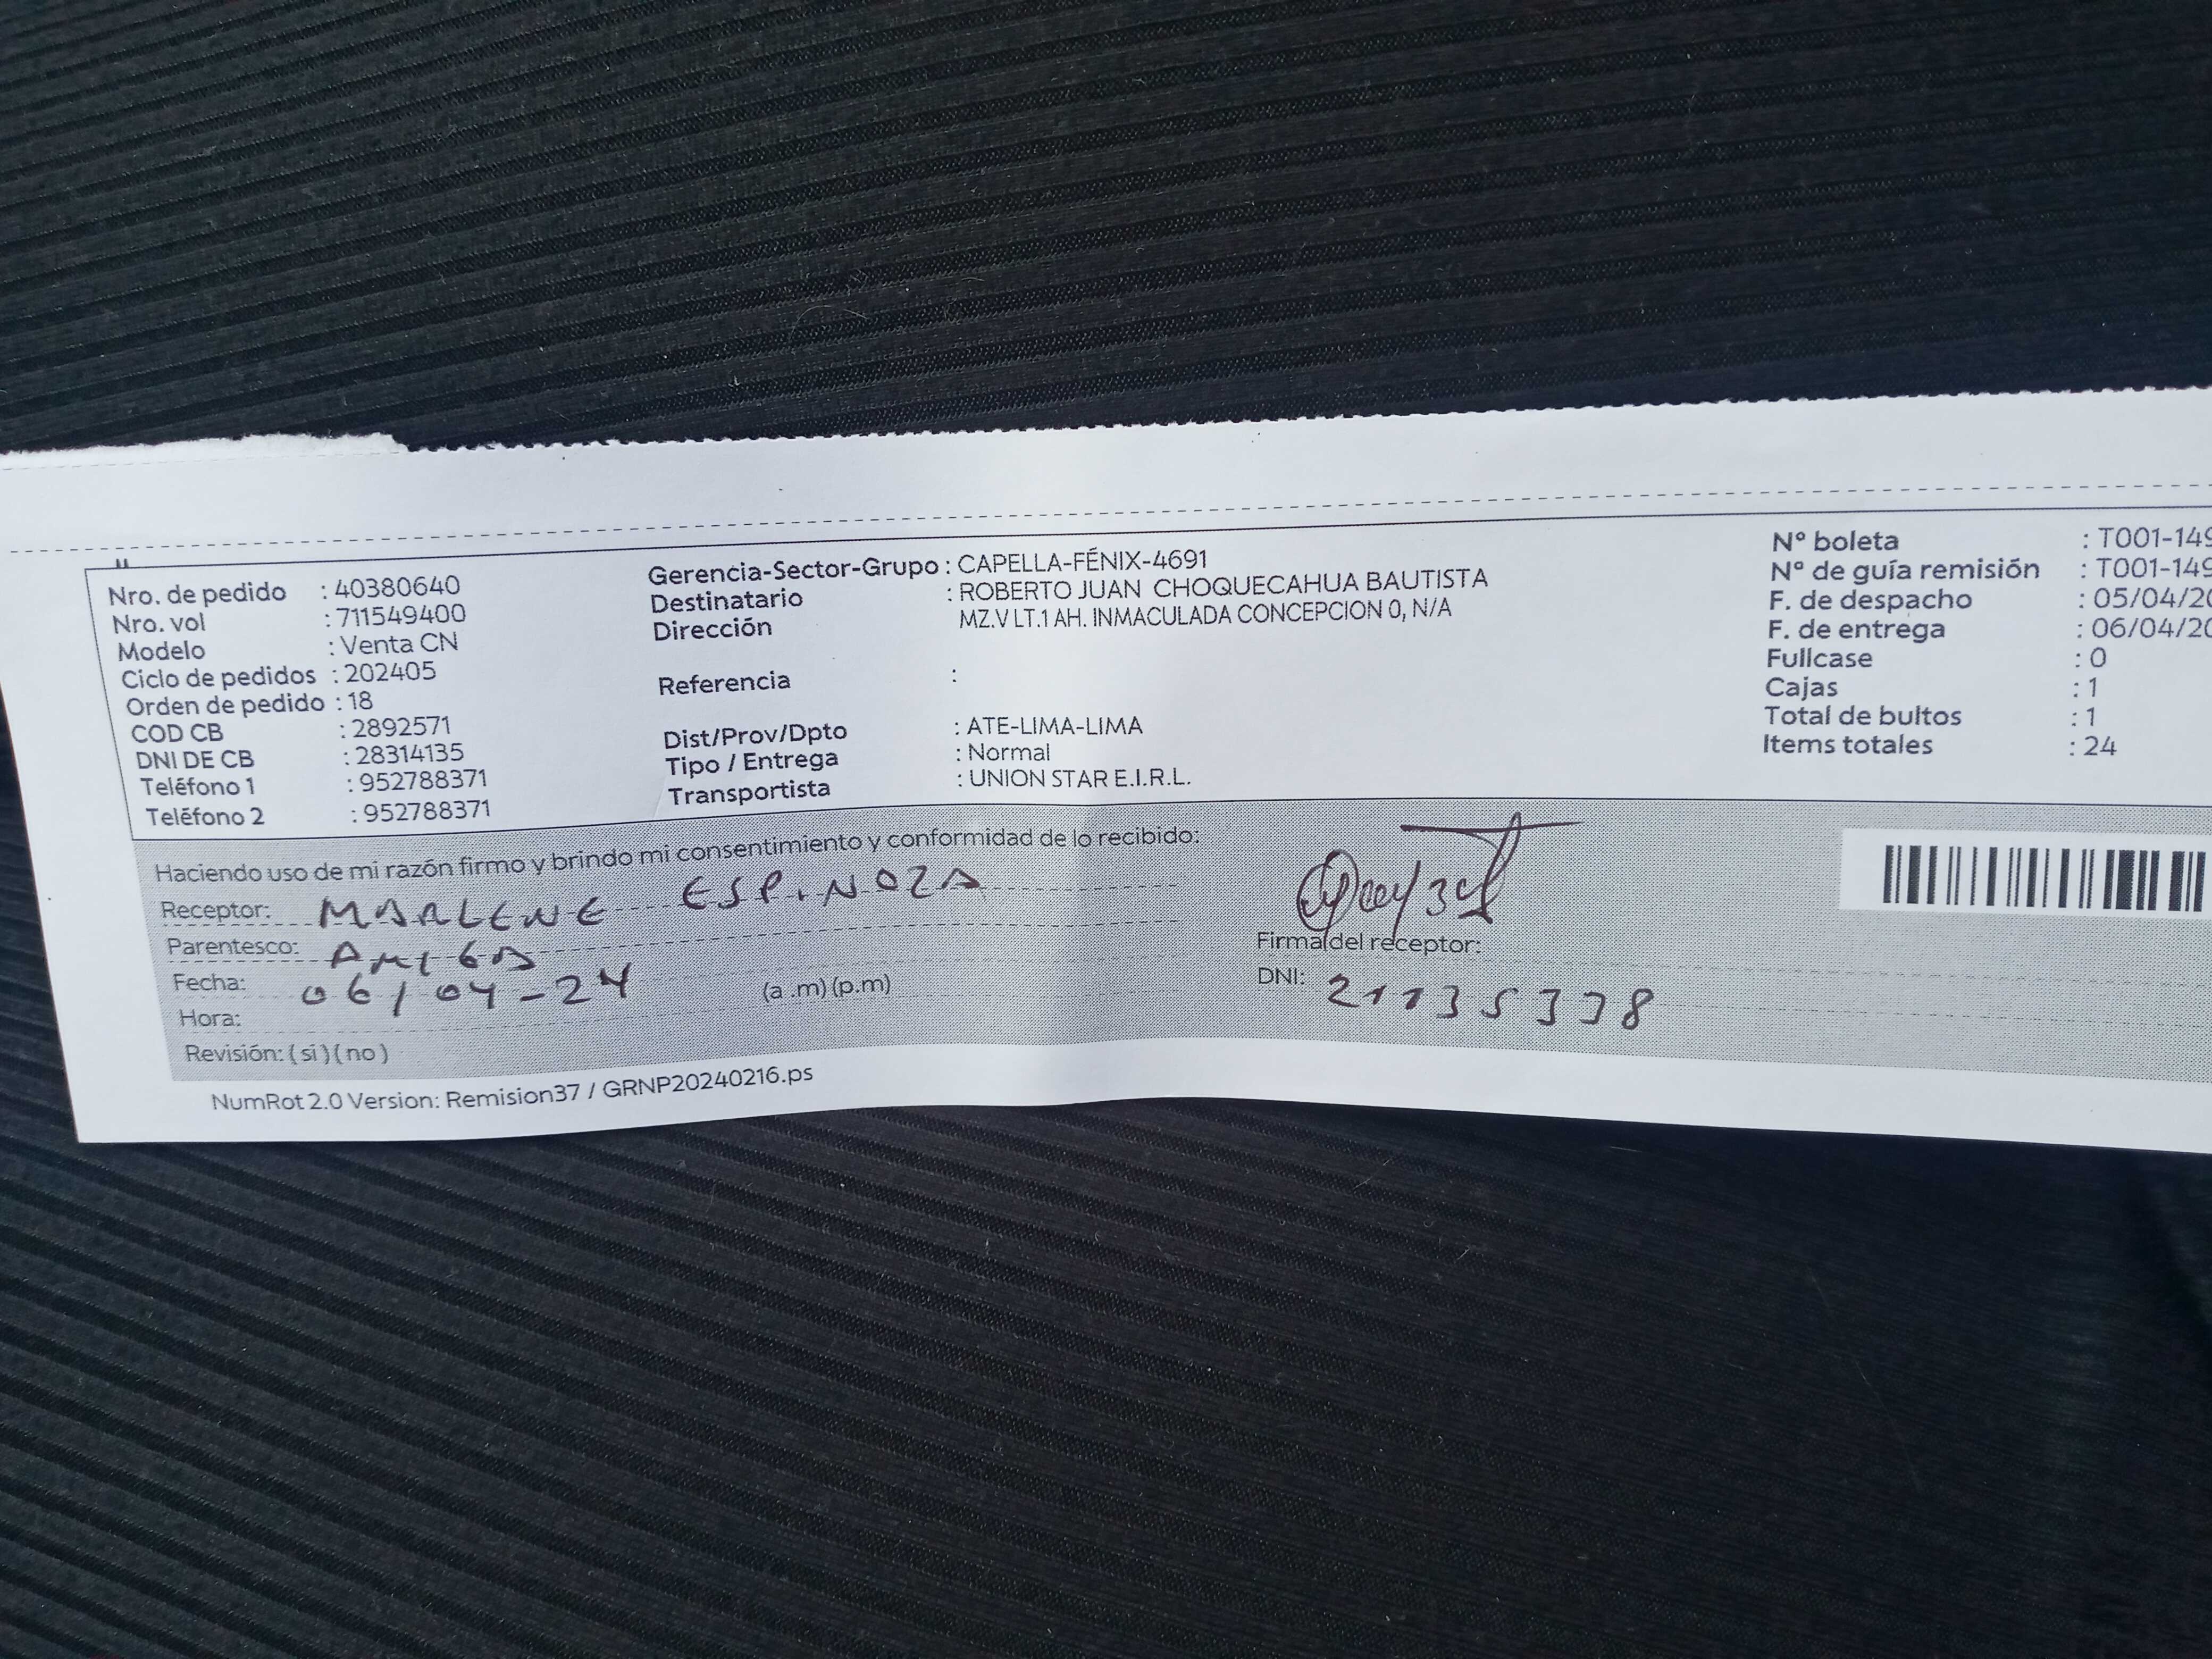 Nro. de pedido : 40380640
Nro. vol : 711549400
Modelo : Venta CN
Ciclo de pedidos : 202405
Orden de pedido : 18
COD CB : 2892571
DNI DE CB : 28314135
Teléfono 1 : 952788371
Teléfono 2 : 952788371
Gerencia-Sector-Grupo : CAPELLA-FÉNIX-4691
Destinatario : ROBERTO JUAN CHOQUECAHUA BAUTISTA
Dirección MZ.V LT.1 AH. INMACULADA CONCEPCION 0, N/A
Referencia :
Dist/Prov/Dpto : ATE-LIMA-LIMA
Tipo / Entrega : Normal
Transportista : UNION STAR E.I.R.L.
Nº boleta : T001-149
Nº de guía remisión : T001-149
F. de despacho : 05/04/20
F. de entrega : 06/04/20
Fullcase : 0
Cajas : 1
Total de bultos : 1
Items totales : 24
Haciendo uso de mi razón firmo y brindo mi consentimiento y conformidad de lo recibido:
Receptor: MARLENE ESPINOZA
Parentesco: AMIGA
Fecha: 06/04-24
Hora: (a .m) (p.m)
Revisión: ( si ) ( no )
Firma del receptor:
DNI: 21135338
NumRot 2.0 Version: Remision37 / GRNP20240216.ps